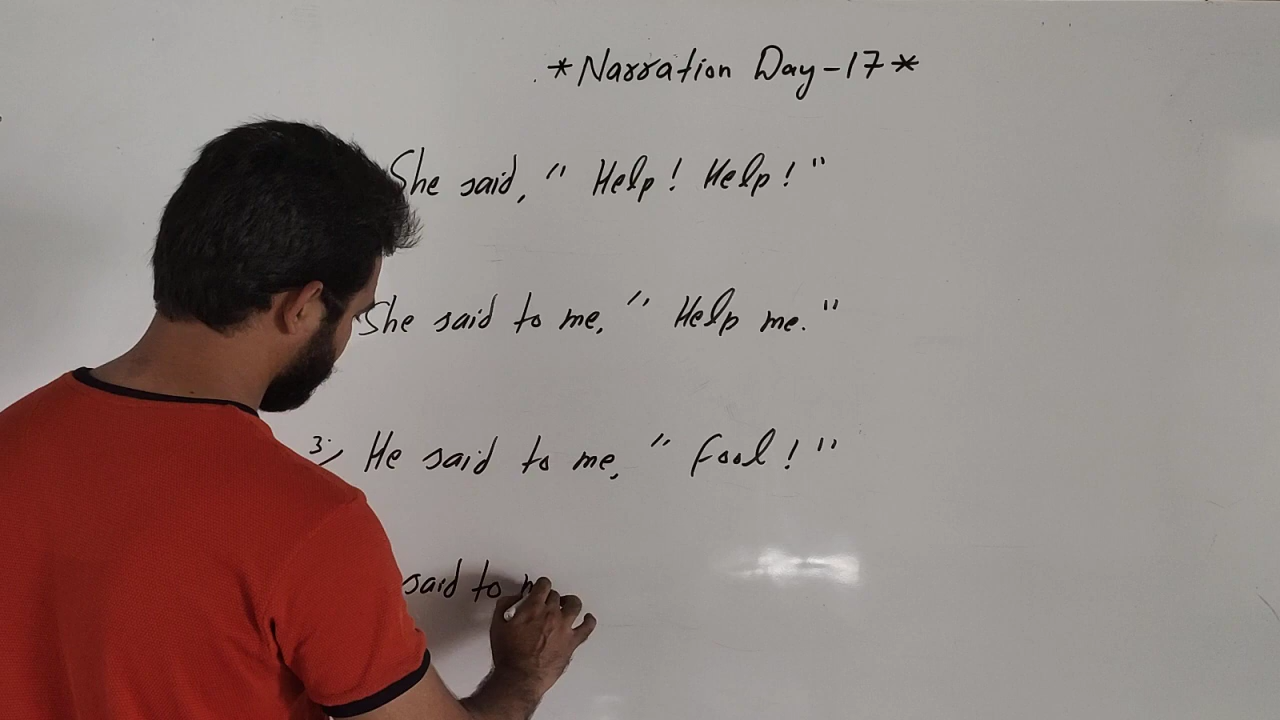 *Narration Day-17*
She said, " Help! Help! "
She said to me, " Help me. "
3; He said to me, " Fool! "
said to